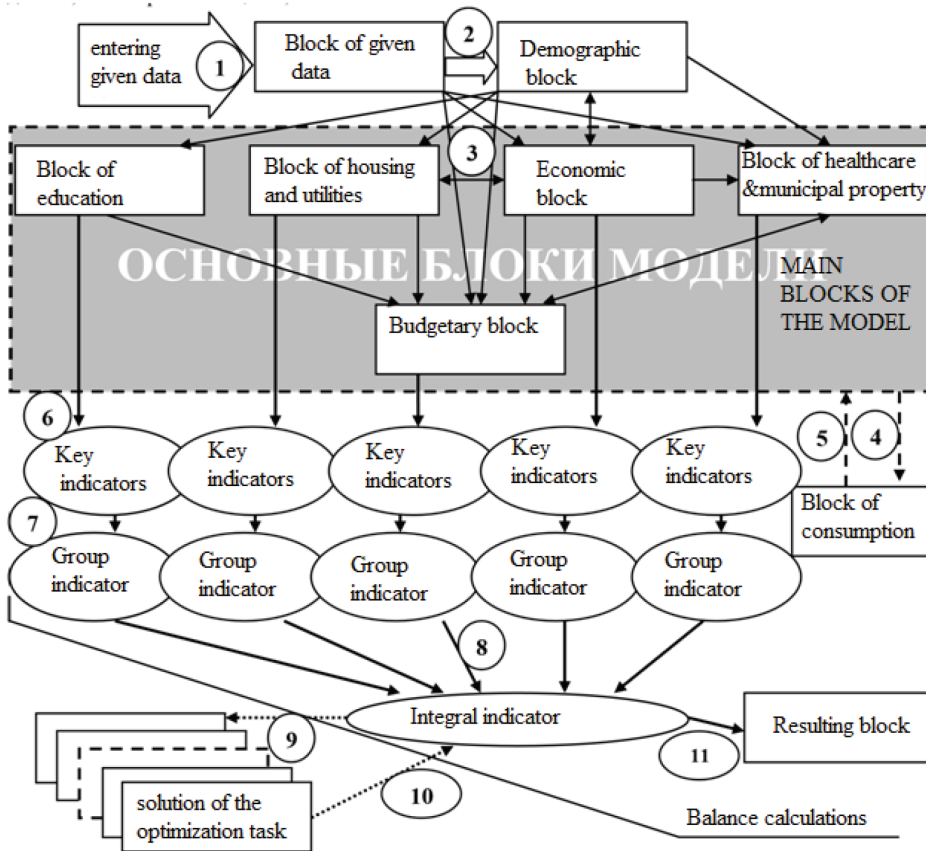 entering
given data
1
Block of given
data
2
Demographic
block
3
Block of
education
Block of housing
and utilities
Economic
block
Block of healthcare
&municipal property
ОСНОВНЫЕ БЛОКИ МОДЕЛИ
MAIN
BLOCKS OF
THE MODEL
Budgetary block
6
5
4
Key
indicators
Key
indicators
Key
indicators
Key
indicators
Key
indicators
Block of
consumption
7
Group
indicator
Group
indicator
Group
indicator
Group
indicator
Group
indicator
8
Integral indicator
9
11
Resulting block
10
solution of the
optimization task
Balance calculations